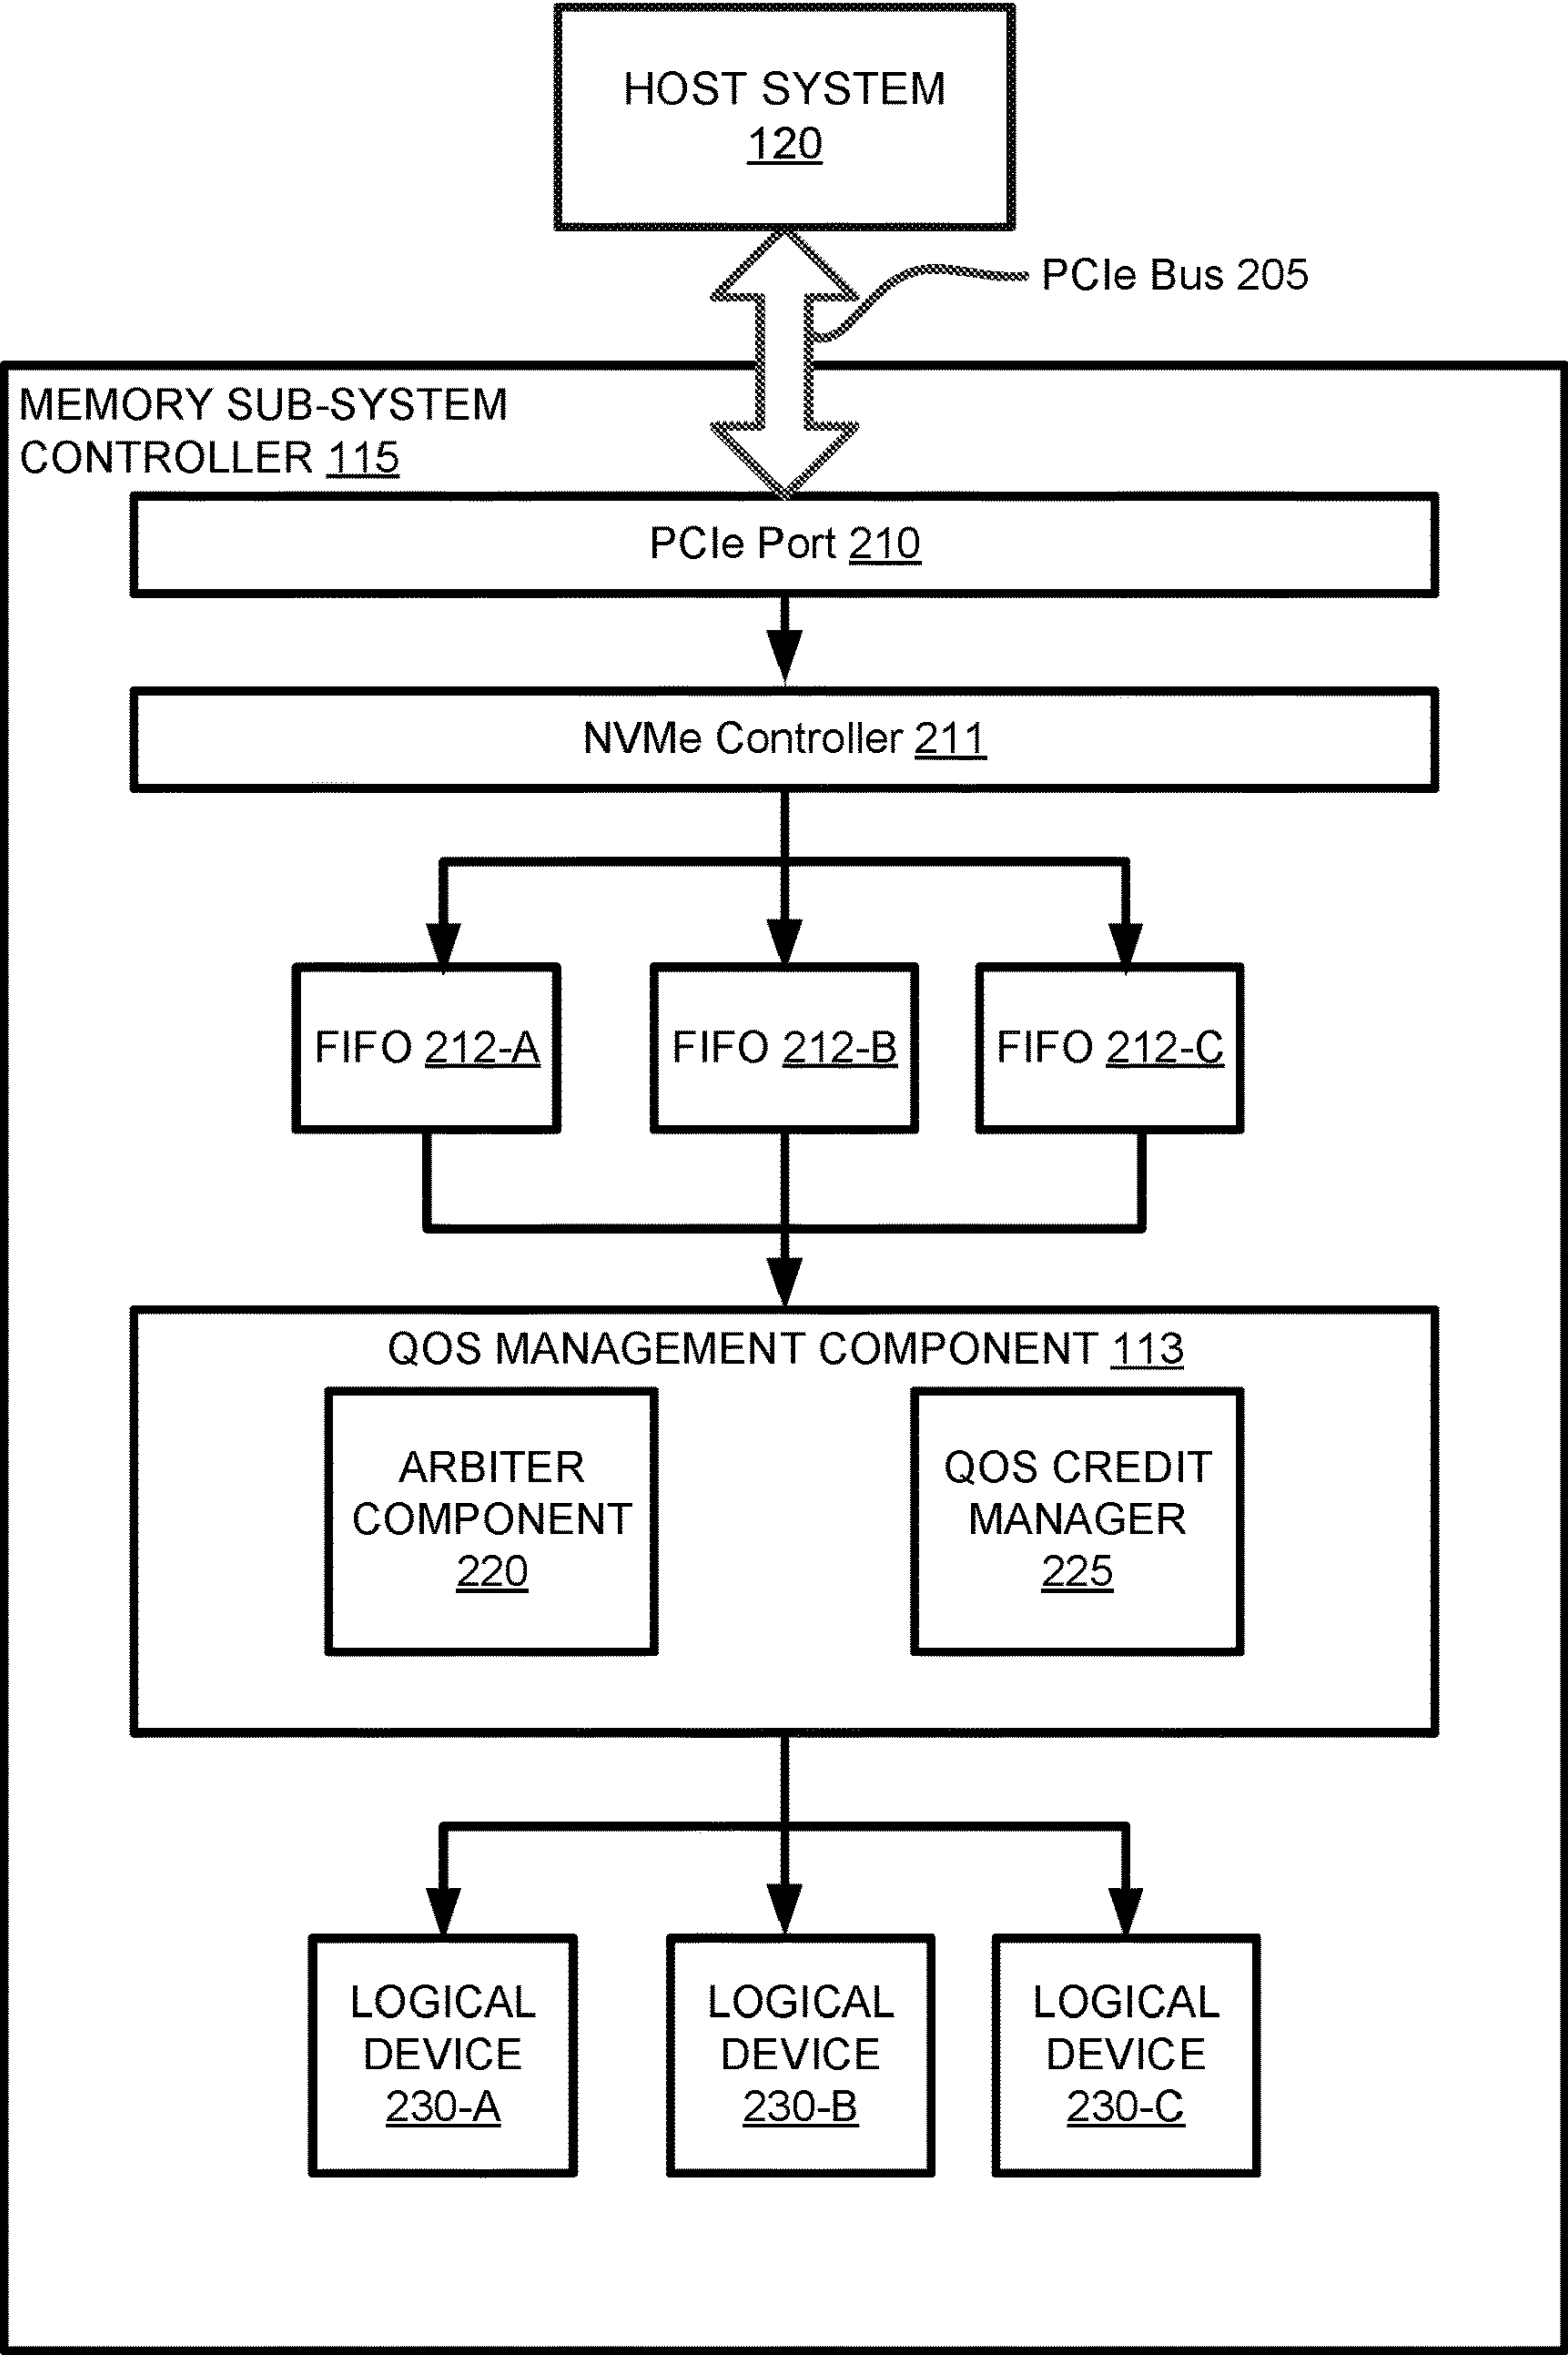 HOST SYSTEM
120
PCIe Bus 205
MEMORY SUB-SYSTEM
CONTROLLER 115
PCIe Port 210
NVMe Controller 211
FIFO 212-A
FIFO 212-B
FIFO 212-C
QOS MANAGEMENT COMPONENT 113
ARBITER
COMPONENT
220
QOS CREDIT
MANAGER
225
LOGICAL
DEVICE
230-A
LOGICAL
DEVICE
230-B
LOGICAL
DEVICE
230-C